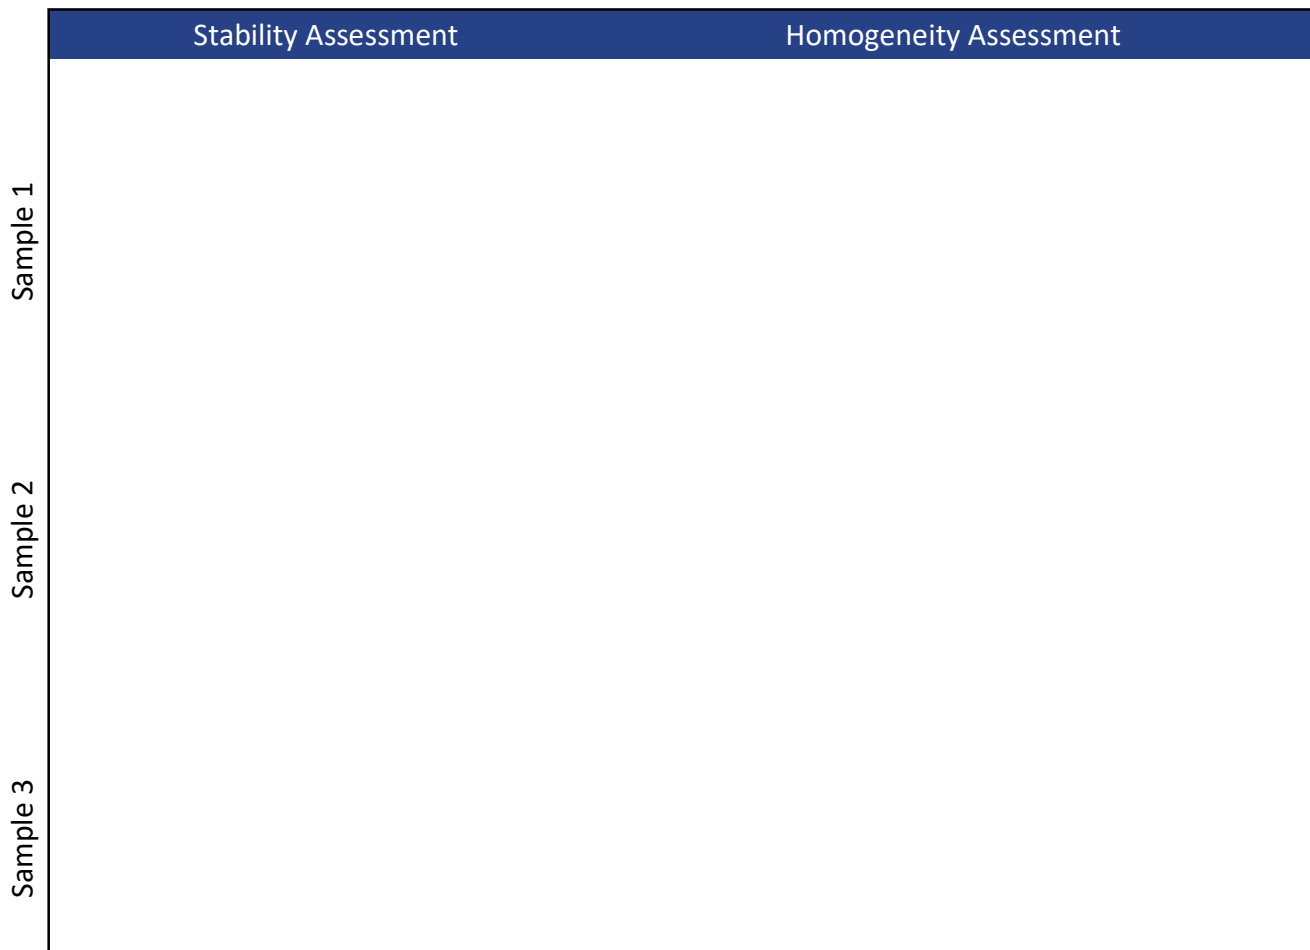 Stability Assessment
Homogeneity Assessment
Sample 1
Sample 2
Sample 3